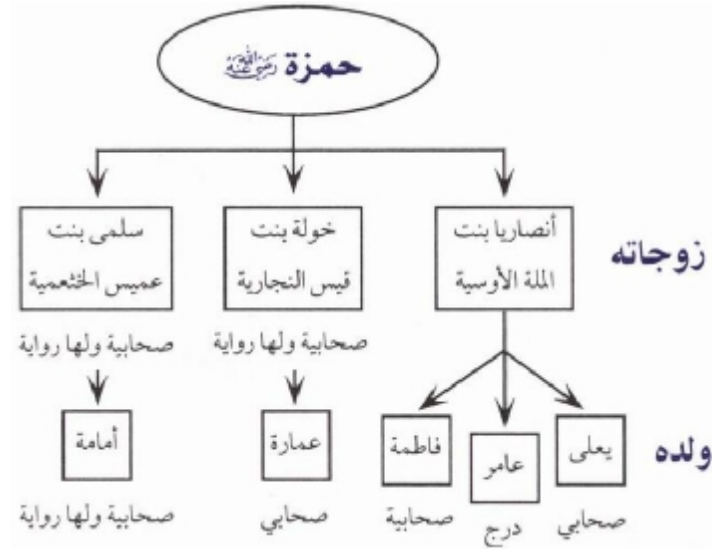 حمزة رضي الله عنه
زوجاته
أنصاريا بنت
الملة الأوسية
خولة بنت
قيس النجارية
سلمى بنت
عميس الخثعمية
صحابية ولها رواية
صحابية ولها رواية
ولده
يعلى
عامر
فاطمة
عمارة
أمامة
صحابي
درج
صحابية
صحابي
صحابية ولها رواية